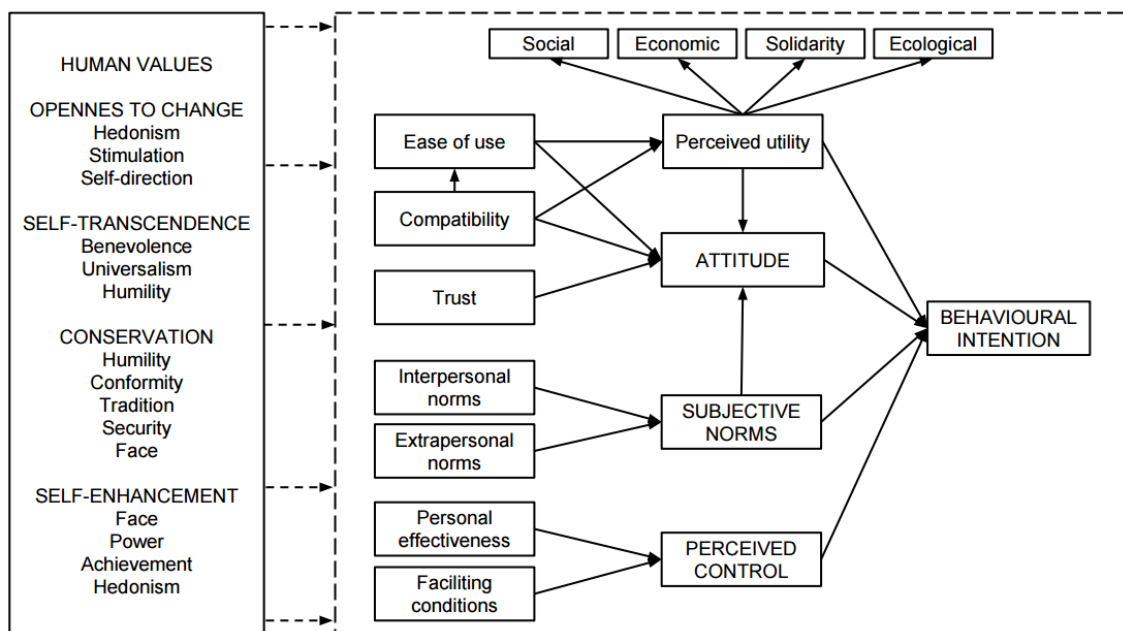 HUMAN VALUES
OPENNES TO CHANGE
Hedonism
Stimulation
Self-direction
SELF-TRANSCENDENCE
Benevolence
Universalism
Humility
CONSERVATION
Humility
Conformity
Tradition
Security
Face
SELF-ENHANCEMENT
Face
Power
Achievement
Hedonism
Social
Economic
Solidarity
Ecological
Ease of use
Perceived utility
Compatibility
ATTITUDE
Trust
BEHAVIOURAL
INTENTION
Interpersonal
norms
SUBJECTIVE
NORMS
Extrapersonal
norms
Personal
effectiveness
PERCEIVED
CONTROL
Faciliting
conditions